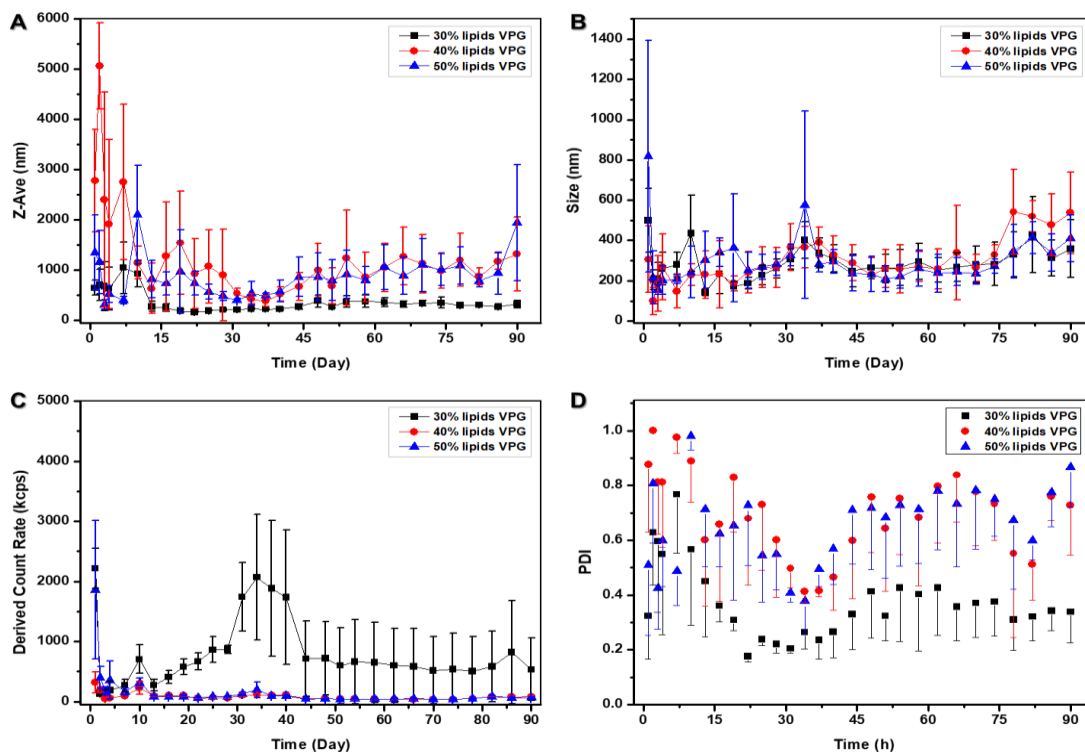 A
6000
5000
4000
3000
2000
1000
0
Z-Ave (nm)
30% lipids VPG
40% lipids VPG
50% lipids VPG
0 15 30 45 60 75 90
Time (Day)
B
1400
1200
1000
800
600
400
200
0
Size (nm)
30% lipids VPG
40% lipids VPG
50% lipids VPG
0 15 30 45 60 75 90
Time (Day)
C
5000
4000
3000
2000
1000
0
Derived Count Rate (kcps)
30% lipids VPG
40% lipids VPG
50% lipids VPG
0 10 20 30 40 50 60 70 80 90
Time (Day)
D
1.0
0.8
0.6
0.4
0.2
0.0
PDI
30% lipids VPG
40% lipids VPG
50% lipids VPG
0 15 30 45 60 75 90
Time (h)